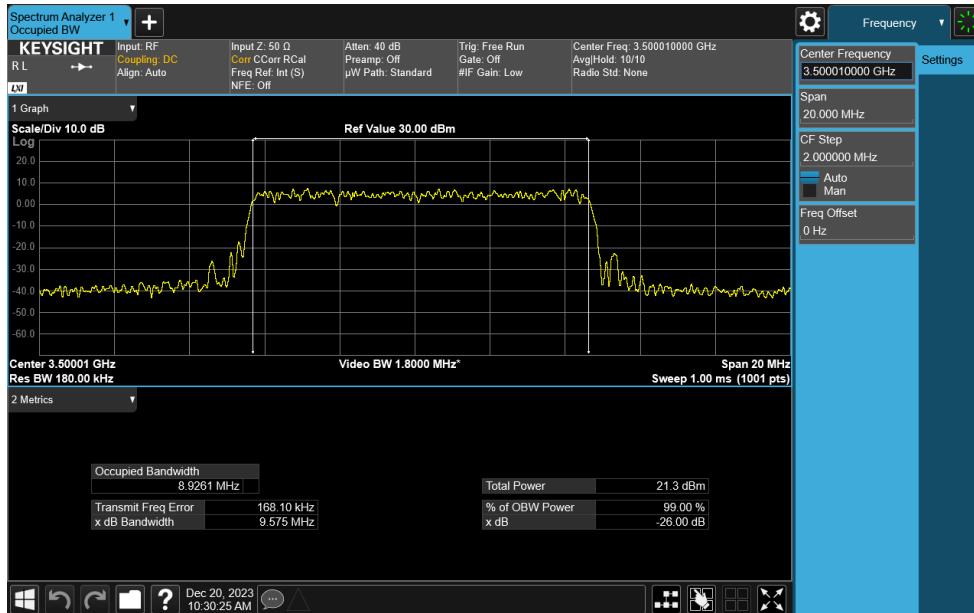 Spectrum Analyzer 1
Occupied BW
+
Frequency
KEYSIGHT
R L
LXI
Input: RF
Coupling: DC
Align: Auto
Input Z: 50 Ω
Corr CCorr RCal
Freq Ref: Int (S)
NFE: Off
Atten: 40 dB
Preamp: Off
µW Path: Standard
Trig: Free Run
Gate: Off
#IF Gain: Low
Center Freq: 3.500010000 GHz
Avg|Hold: 10/10
Radio Std: None
Center Frequency
3.500010000 GHz
Settings
Span
20.000 MHz
CF Step
2.000000 MHz
Auto
Man
Freq Offset
0 Hz
1 Graph
Scale/Div 10.0 dB
Ref Value 30.00 dBm
Log
20.0
10.0
0.00
-10.0
-20.0
-30.0
-40.0
-50.0
-60.0
Center 3.50001 GHz
Video BW 1.8000 MHz*
Span 20 MHz
Res BW 180.00 kHz
Sweep 1.00 ms (1001 pts)
2 Metrics
Occupied Bandwidth
8.9261 MHz
Total Power 21.3 dBm
Transmit Freq Error 168.10 kHz
% of OBW Power 99.00 %
x dB Bandwidth 9.575 MHz
x dB -26.00 dB
?
Dec 20, 2023
10:30:25 AM